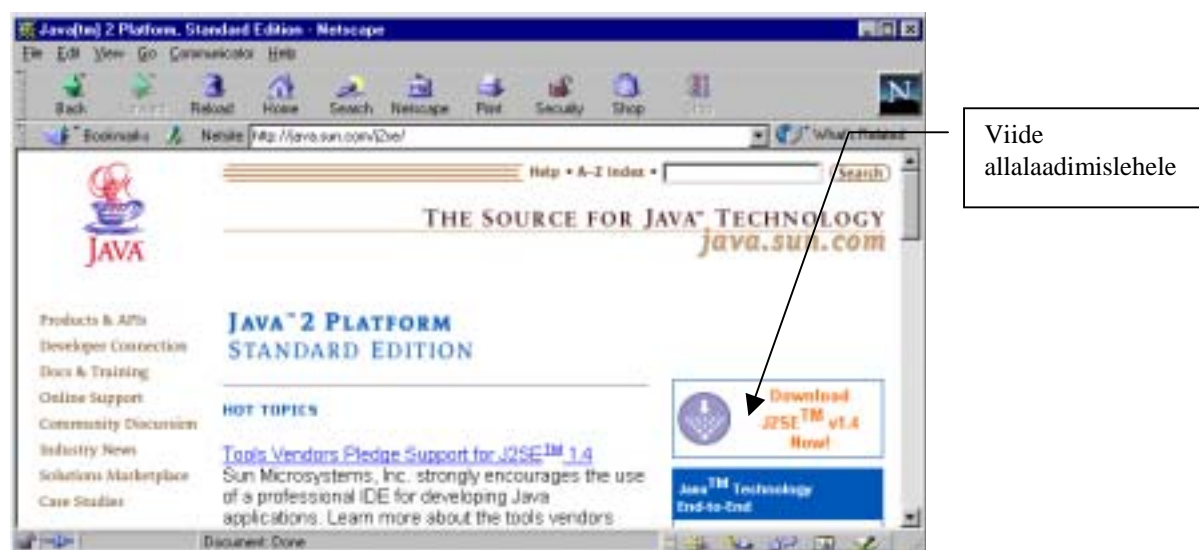 Java(tm) 2 Platform, Standard Edition - Netscape
File Edit View Go Communicator Help
Back Reload Home Search Netscape Print Security Shop
Bookmarks Netsite http://java.sun.com/j2se/ What's Related
Viide
allalaadimislehele
Help • A-Z Index • Search
THE SOURCE FOR JAVA™ TECHNOLOGY
java.sun.com
JAVA
Products & APIs
Developer Connection
Docs & Training
Online Support
Community Discussion
Industry News
Solutions Marketplace
Case Studies
JAVA™ 2 PLATFORM
STANDARD EDITION
HOT TOPICS
Tools Vendors Pledge Support for J2SE™ 1.4
Sun Microsystems, Inc. strongly encourages the use
of a professional IDE for developing Java
applications. Learn more about the tools vendors
Download
J2SE™ v1.4
Now!
Java™ Technology
End-to-End
Document: Done